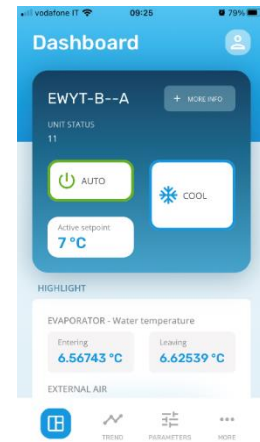 vodafone IT 09:25 79%
Dashboard
EWYT-B--A
+ MORE INFO
UNIT STATUS
11
AUTO
COOL
Active setpoint
7 °C
HIGHLIGHT
EVAPORATOR - Water temperature
Entering
6.56743 °C
Leaving
6.62539 °C
EXTERNAL AIR
TREND
PARAMETERS
MORE